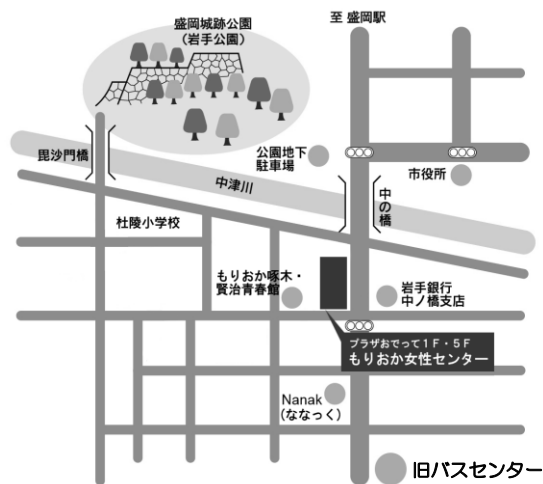 盛岡城跡公園
（岩手公園）
至 盛岡駅
毘沙門橋
公園地下
駐車場
市役所
中津川
中の橋
杜陵小学校
もりおか啄木・
賢治青春館
岩手銀行
中ノ橋支店
プラザおでって1F・5F
もりおか女性センター
Nanak
（ななっく）
旧バスセンター